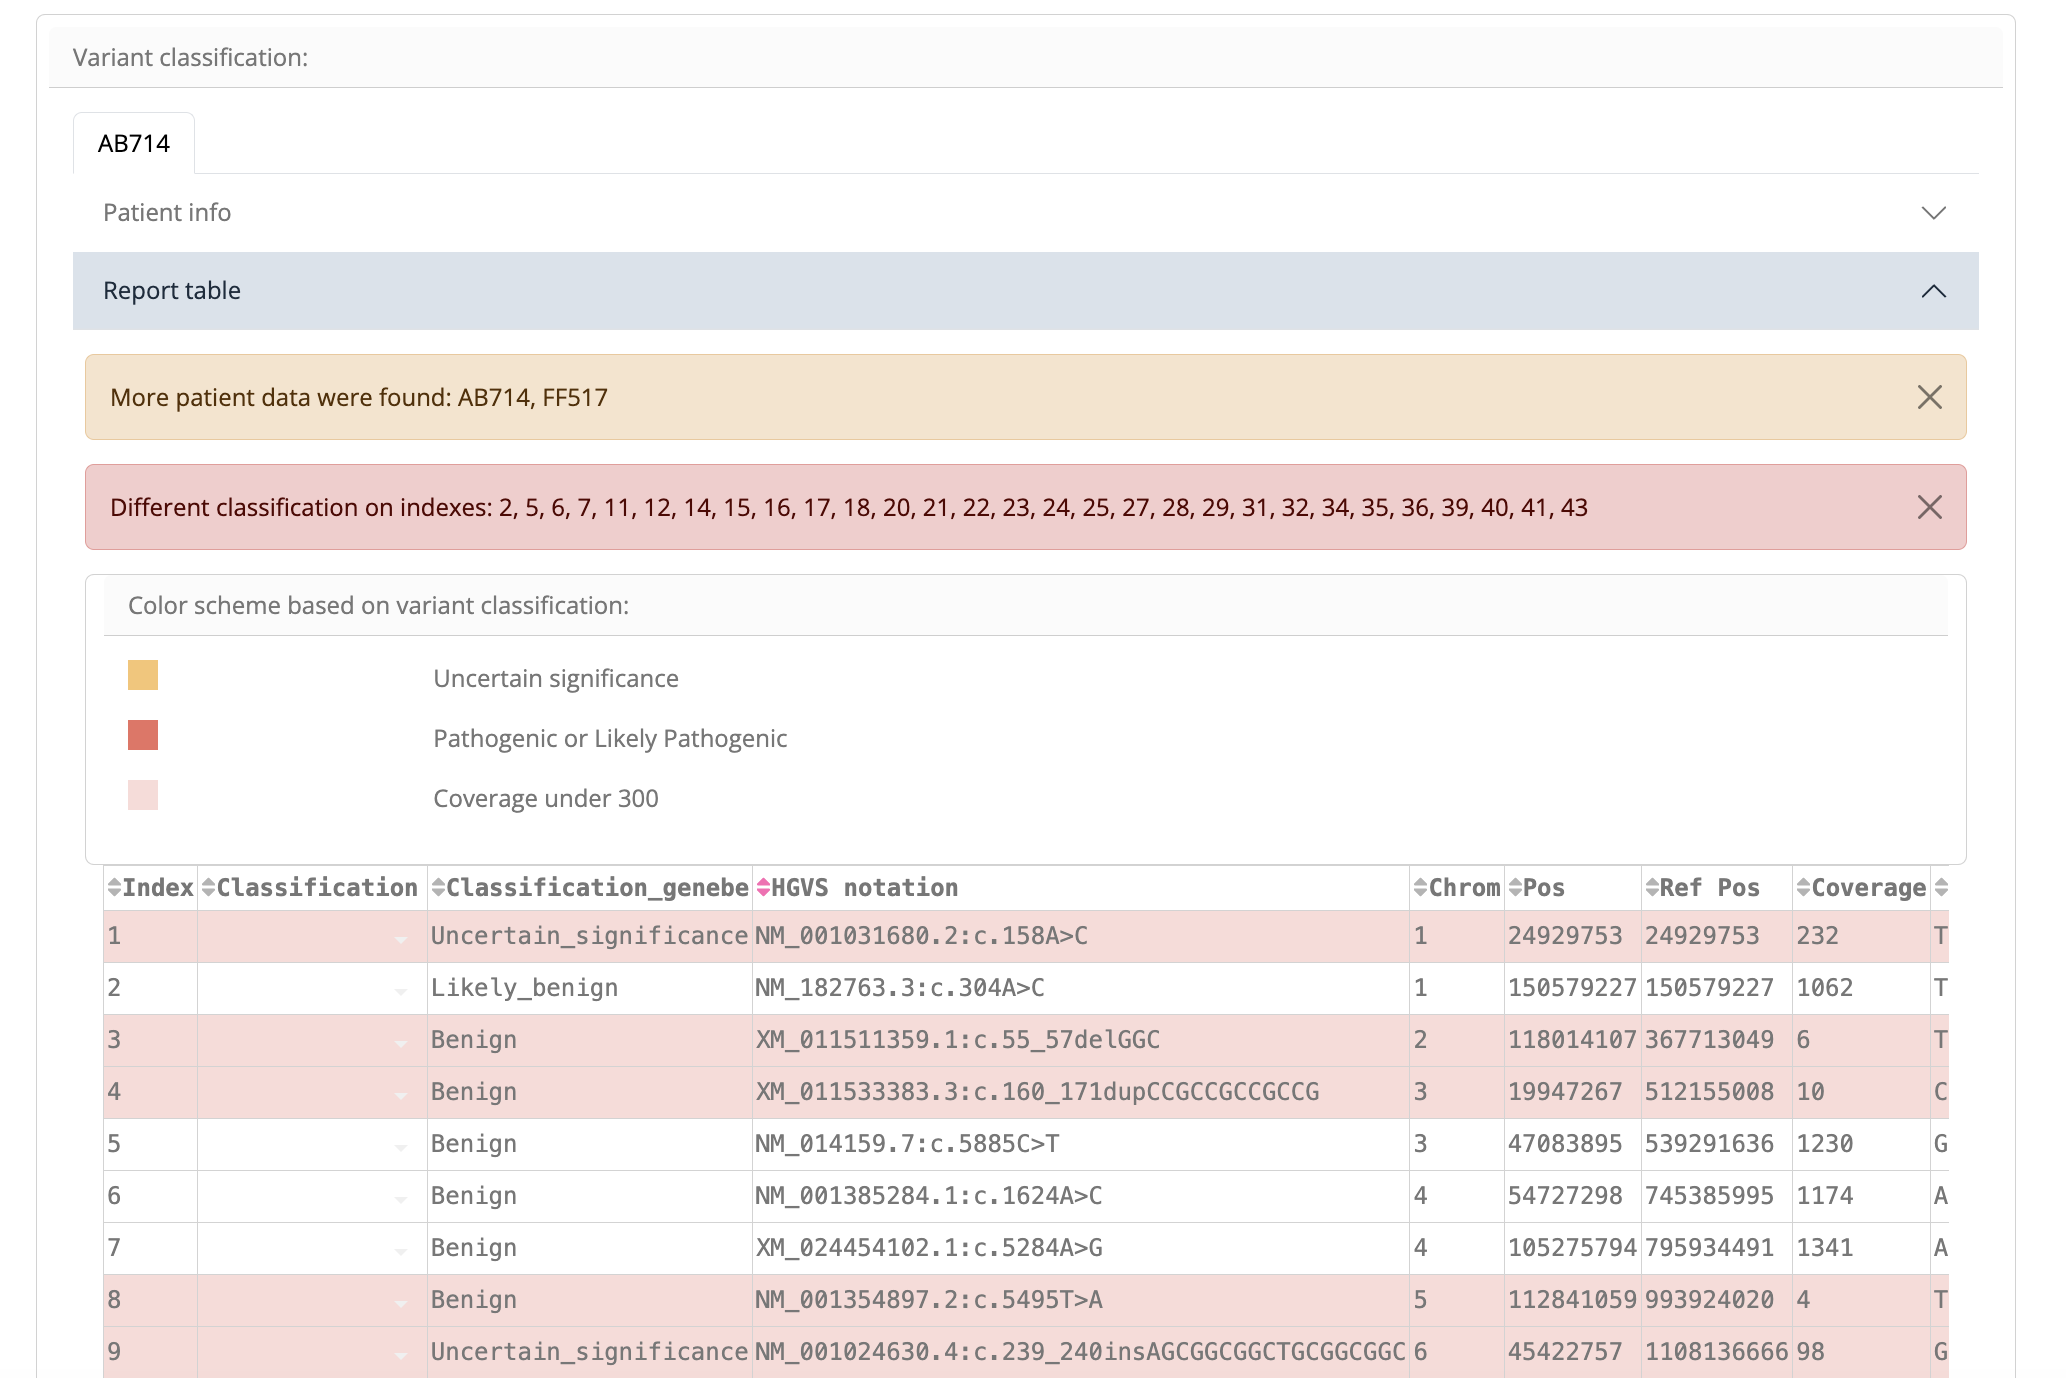 Variant classification:
AB714
Patient info
Report table
More patient data were found: AB714, FF517
Different classification on indexes: 2, 5, 6, 7, 11, 12, 14, 15, 16, 17, 18, 20, 21, 22, 23, 24, 25, 27, 28, 29, 31, 32, 34, 35, 36, 39, 40, 41, 43
Color scheme based on variant classification:
Uncertain significance
Pathogenic or Likely Pathogenic
Coverage under 300
Index Classification Classification_genebe HGVS notation Chrom Pos Ref Pos Coverage
1 Uncertain_significance NM_001031680.2:c.158A>C 1 24929753 24929753 232 T
2 Likely_benign NM_182763.3:c.304A>C 1 150579227 150579227 1062 T
3 Benign XM_011511359.1:c.55_57delGGC 2 118014107 367713049 6 T
4 Benign XM_011533383.3:c.160_171dupCCGCCGCCGCCG 3 19947267 512155008 10 C
5 Benign NM_014159.7:c.5885C>T 3 47083895 539291636 1230 G
6 Benign NM_001385284.1:c.1624A>C 4 54727298 745385995 1174 A
7 Benign XM_024454102.1:c.5284A>G 4 105275794 795934491 1341 A
8 Benign NM_001354897.2:c.5495T>A 5 112841059 993924020 4 T
9 Uncertain_significance NM_001024630.4:c.239_240insAGCGGCGGCTGCGGCGGC 6 45422757 1108136666 98 G